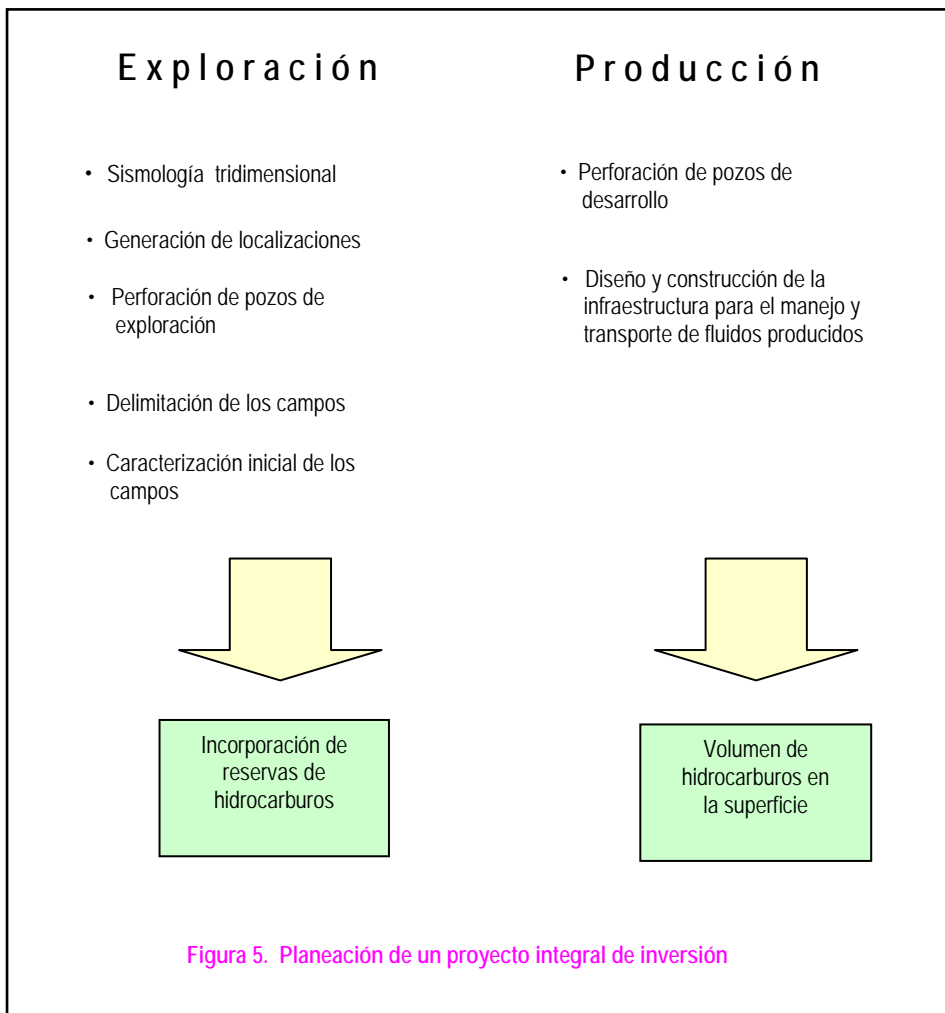 Exploración
• Sismología tridimensional
• Generación de localizaciones
• Perforación de pozos de
exploración
• Delimitación de los campos
• Caracterización inicial de los
campos
Incorporación de
reservas de
hidrocarburos
Producción
• Perforación de pozos de
desarrollo
• Diseño y construcción de la
infraestructura para el manejo y
transporte de fluidos producidos
Volumen de
hidrocarburos en
la superficie
Figura 5. Planeación de un proyecto integral de inversión